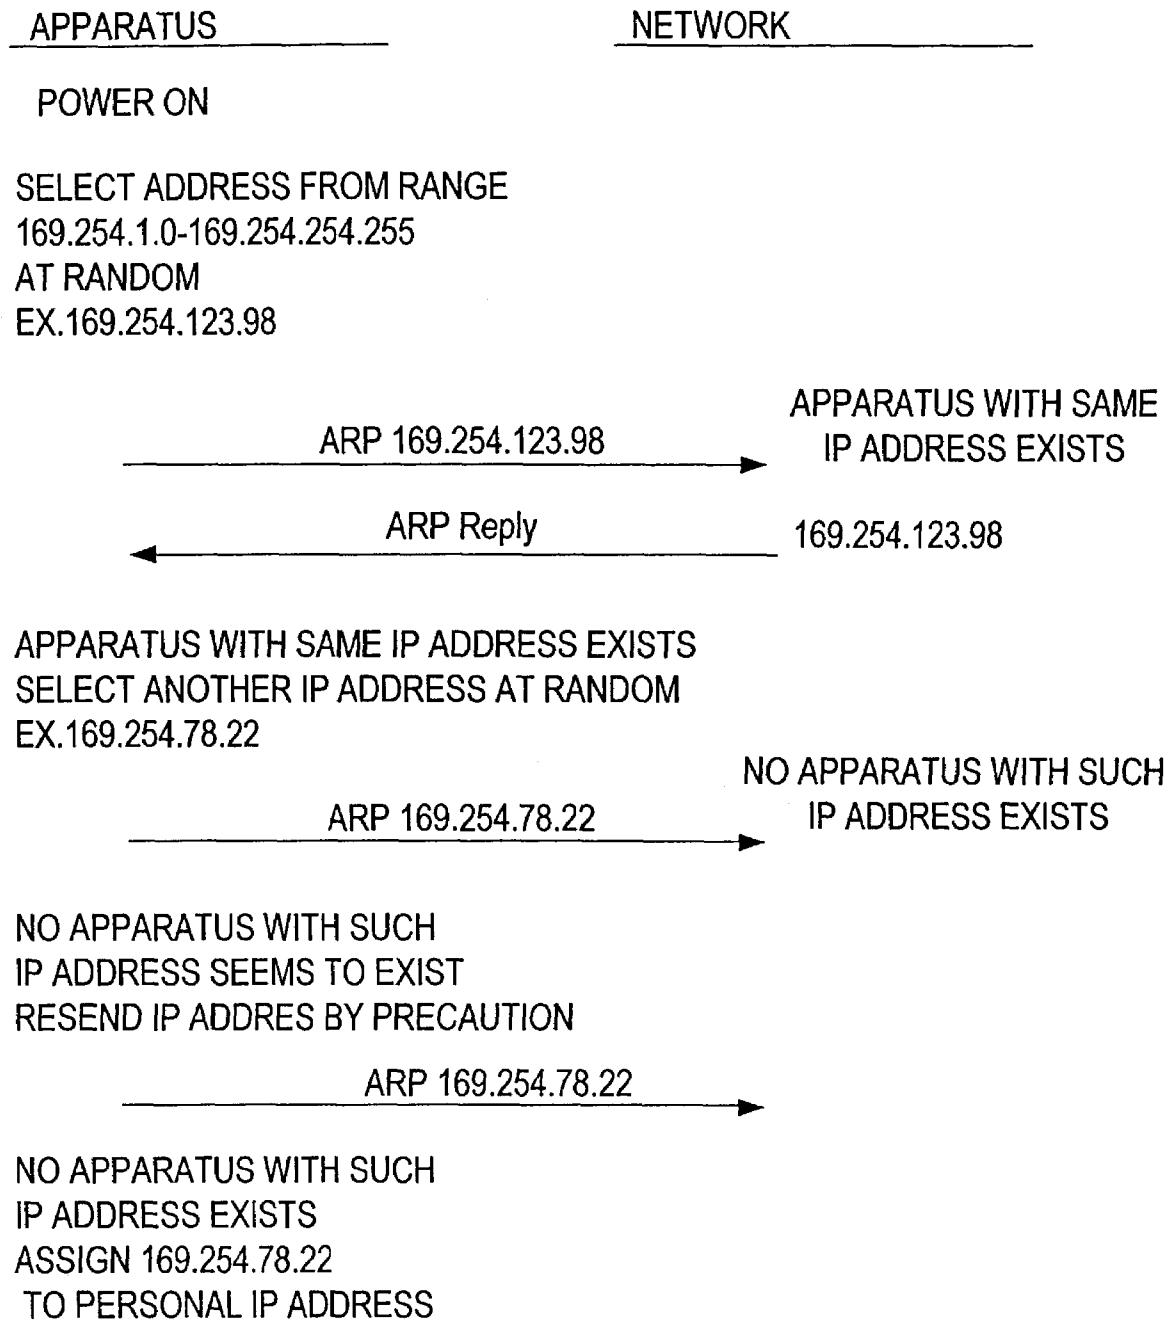 APPARATUS
NETWORK
POWER ON
SELECT ADDRESS FROM RANGE
169.254.1.0-169.254.254.255
AT RANDOM
EX.169.254.123.98
APPARATUS WITH SAME
IP ADDRESS EXISTS
ARP 169.254.123.98
ARP Reply
169.254.123.98
APPARATUS WITH SAME IP ADDRESS EXISTS
SELECT ANOTHER IP ADDRESS AT RANDOM
EX.169.254.78.22
NO APPARATUS WITH SUCH
IP ADDRESS EXISTS
ARP 169.254.78.22
NO APPARATUS WITH SUCH
IP ADDRESS SEEMS TO EXIST
RESEND IP ADDRES BY PRECAUTION
ARP 169.254.78.22
NO APPARATUS WITH SUCH
IP ADDRESS EXISTS
ASSIGN 169.254.78.22
TO PERSONAL IP ADDRESS